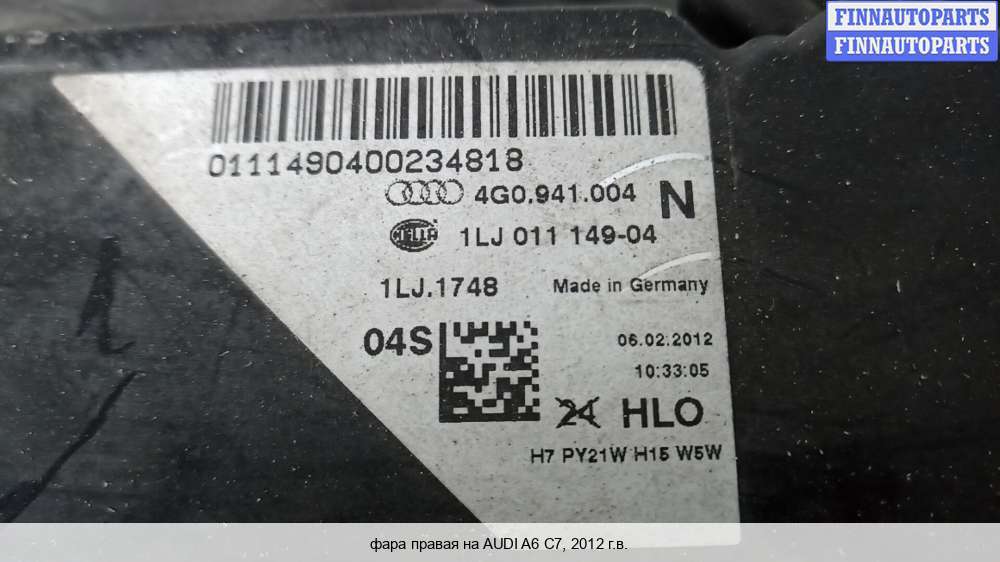 FINNAUTOPARTS
FINNAUTOPARTS
0111490400234818
4G0.941.004 N
HELLA 1LJ 011 149-04
1LJ.1748 Made in Germany
04S 06.02.2012
10:33:05
24 HLO
H7 PY21W H15 W5W
фара правая на AUDI A6 C7, 2012 г.в.